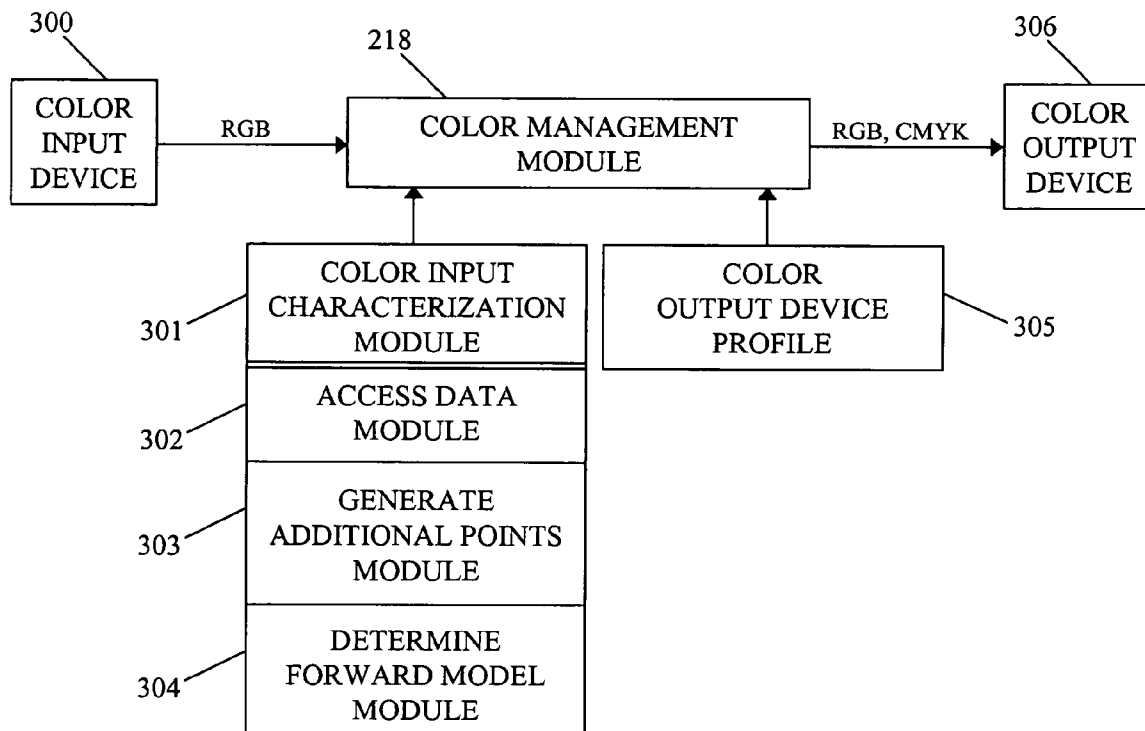 300
218
306
COLOR
INPUT
DEVICE
RGB
COLOR MANAGEMENT
MODULE
RGB, CMYK
COLOR
OUTPUT
DEVICE
COLOR INPUT
CHARACTERIZATION
MODULE
301
COLOR
OUTPUT DEVICE
PROFILE
305
ACCESS DATA
MODULE
302
GENERATE
ADDITIONAL POINTS
MODULE
303
DETERMINE
FORWARD MODEL
MODULE
304